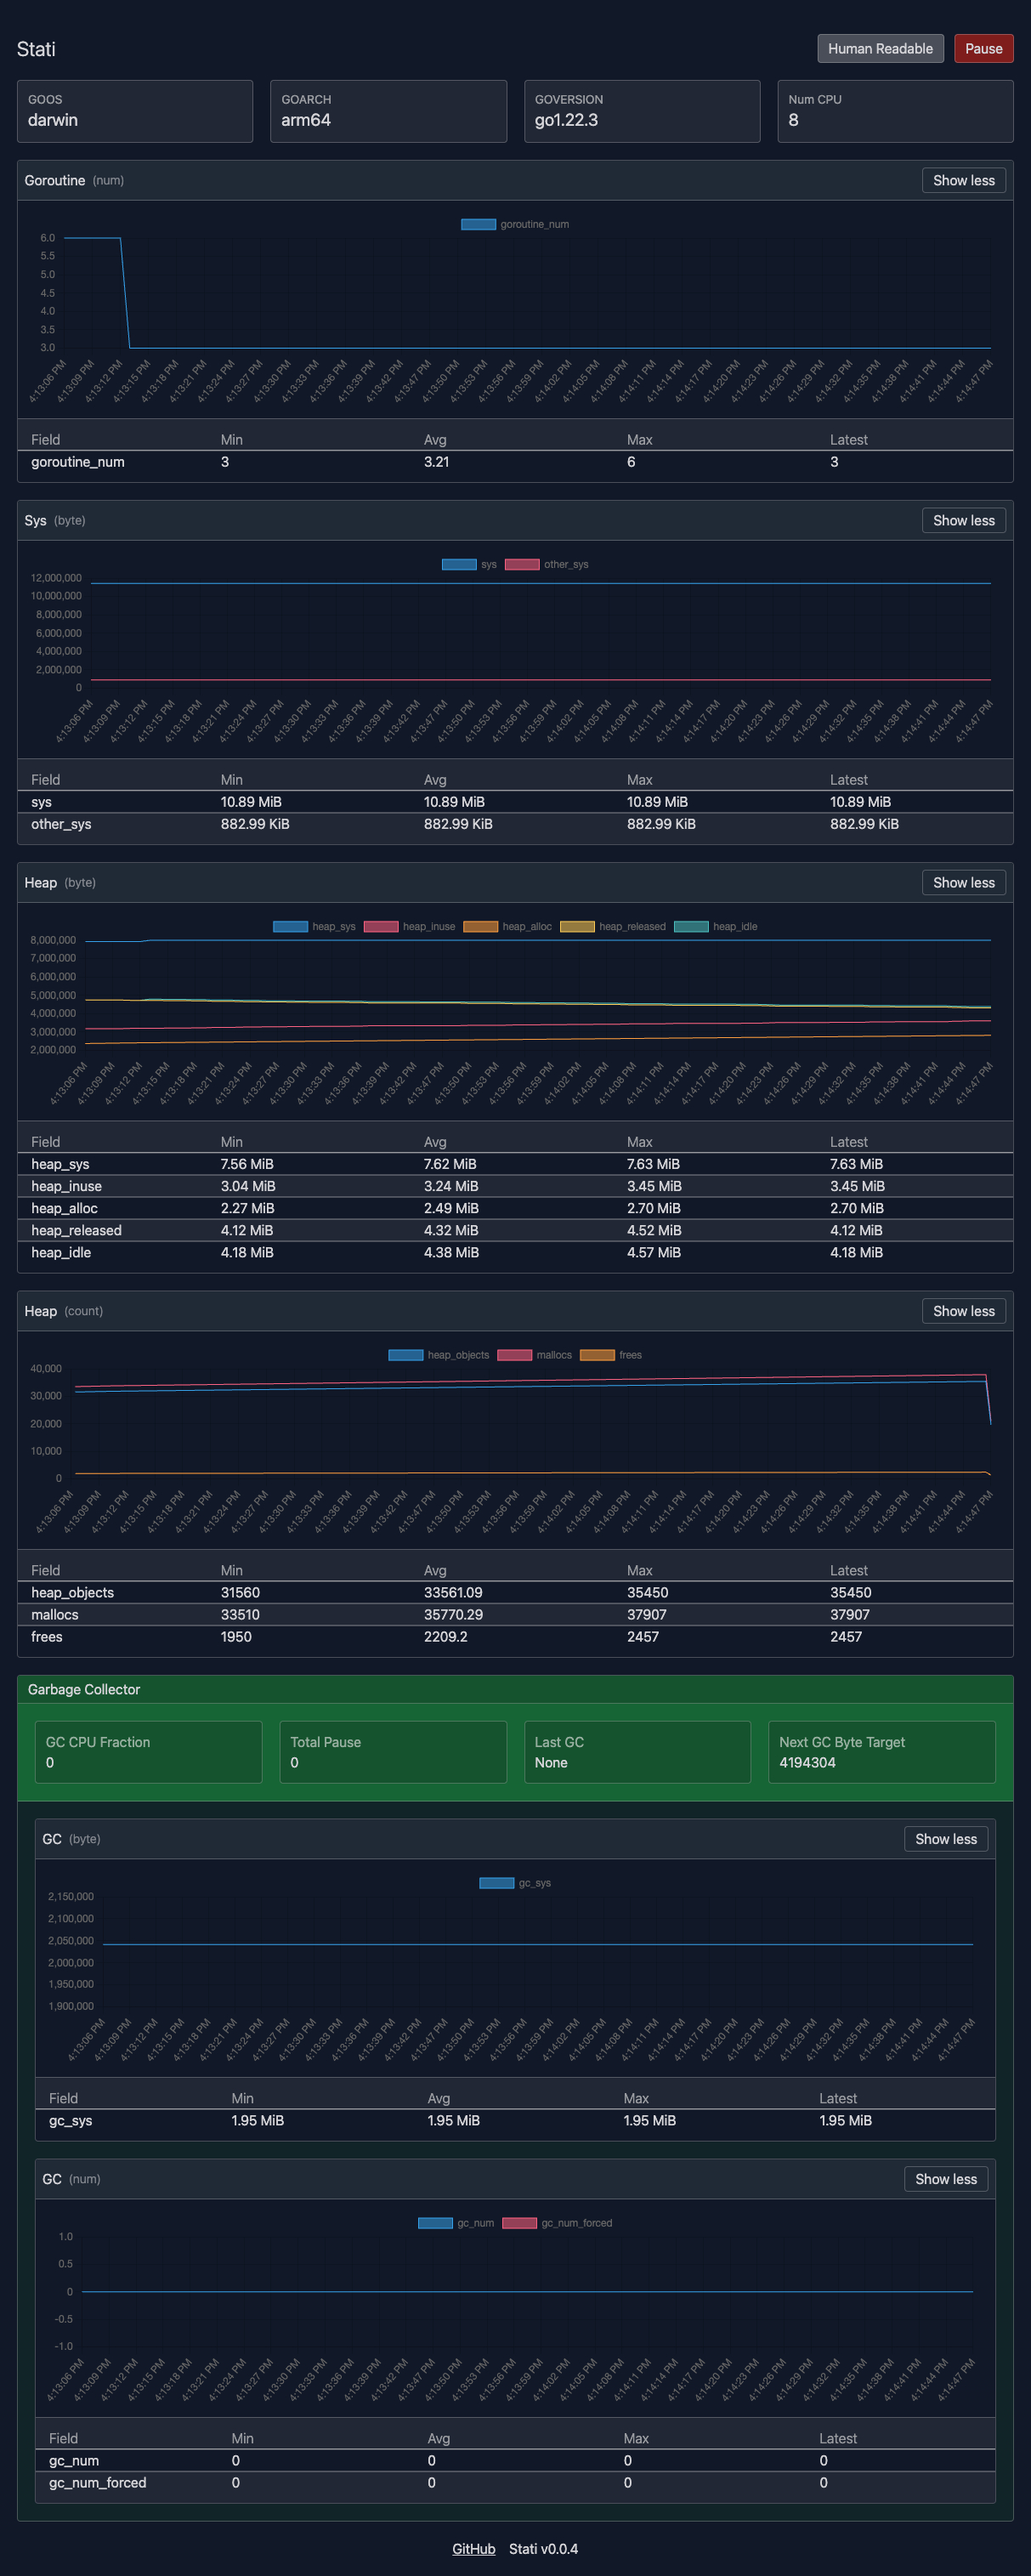 Stati
Human Readable
Pause
GOOS
darwin
GOARCH
arm64
GOVERSION
go1.22.3
Num CPU
8
Goroutine (num)
Show less
goroutine_num
6.0
5.5
5.0
4.5
4.0
3.5
3.0
4:13:06 PM 4:13:09 PM 4:13:12 PM 4:13:15 PM 4:13:18 PM 4:13:21 PM 4:13:24 PM 4:13:27 PM 4:13:30 PM 4:13:33 PM 4:13:36 PM 4:13:39 PM 4:13:42 PM 4:13:47 PM 4:13:50 PM 4:13:53 PM 4:13:56 PM 4:13:59 PM 4:14:02 PM 4:14:05 PM 4:14:08 PM 4:14:11 PM 4:14:14 PM 4:14:17 PM 4:14:20 PM 4:14:23 PM 4:14:26 PM 4:14:29 PM 4:14:32 PM 4:14:35 PM 4:14:38 PM 4:14:41 PM 4:14:44 PM 4:14:47 PM
Field Min Avg Max Latest
goroutine_num 3 3.21 6 3
Sys (byte)
Show less
sys other_sys
12,000,000
10,000,000
8,000,000
6,000,000
4,000,000
2,000,000
0
4:13:06 PM 4:13:09 PM 4:13:12 PM 4:13:15 PM 4:13:18 PM 4:13:21 PM 4:13:24 PM 4:13:27 PM 4:13:30 PM 4:13:33 PM 4:13:36 PM 4:13:39 PM 4:13:42 PM 4:13:47 PM 4:13:50 PM 4:13:53 PM 4:13:56 PM 4:13:59 PM 4:14:02 PM 4:14:05 PM 4:14:08 PM 4:14:11 PM 4:14:14 PM 4:14:17 PM 4:14:20 PM 4:14:23 PM 4:14:26 PM 4:14:29 PM 4:14:32 PM 4:14:35 PM 4:14:38 PM 4:14:41 PM 4:14:44 PM 4:14:47 PM
Field Min Avg Max Latest
sys 10.89 MiB 10.89 MiB 10.89 MiB 10.89 MiB
other_sys 882.99 KiB 882.99 KiB 882.99 KiB 882.99 KiB
Heap (byte)
Show less
heap_sys heap_inuse heap_alloc heap_released heap_idle
8,000,000
7,000,000
6,000,000
5,000,000
4,000,000
3,000,000
2,000,000
4:13:06 PM 4:13:09 PM 4:13:12 PM 4:13:15 PM 4:13:18 PM 4:13:21 PM 4:13:24 PM 4:13:27 PM 4:13:30 PM 4:13:33 PM 4:13:36 PM 4:13:39 PM 4:13:42 PM 4:13:47 PM 4:13:50 PM 4:13:53 PM 4:13:56 PM 4:13:59 PM 4:14:02 PM 4:14:05 PM 4:14:08 PM 4:14:11 PM 4:14:14 PM 4:14:17 PM 4:14:20 PM 4:14:23 PM 4:14:26 PM 4:14:29 PM 4:14:32 PM 4:14:35 PM 4:14:38 PM 4:14:41 PM 4:14:44 PM 4:14:47 PM
Field Min Avg Max Latest
heap_sys 7.56 MiB 7.62 MiB 7.63 MiB 7.63 MiB
heap_inuse 3.04 MiB 3.24 MiB 3.45 MiB 3.45 MiB
heap_alloc 2.27 MiB 2.49 MiB 2.70 MiB 2.70 MiB
heap_released 4.12 MiB 4.32 MiB 4.52 MiB 4.12 MiB
heap_idle 4.18 MiB 4.38 MiB 4.57 MiB 4.18 MiB
Heap (count)
Show less
heap_objects mallocs frees
40,000
30,000
20,000
10,000
0
4:13:06 PM 4:13:09 PM 4:13:12 PM 4:13:15 PM 4:13:18 PM 4:13:21 PM 4:13:24 PM 4:13:27 PM 4:13:30 PM 4:13:33 PM 4:13:36 PM 4:13:39 PM 4:13:42 PM 4:13:47 PM 4:13:50 PM 4:13:53 PM 4:13:56 PM 4:13:59 PM 4:14:02 PM 4:14:05 PM 4:14:08 PM 4:14:11 PM 4:14:14 PM 4:14:17 PM 4:14:20 PM 4:14:23 PM 4:14:26 PM 4:14:29 PM 4:14:32 PM 4:14:35 PM 4:14:38 PM 4:14:41 PM 4:14:44 PM 4:14:47 PM
Field Min Avg Max Latest
heap_objects 31560 33561.09 35450 35450
mallocs 33510 35770.29 37907 37907
frees 1950 2209.2 2457 2457
Garbage Collector
GC CPU Fraction
0
Total Pause
0
Last GC
None
Next GC Byte Target
4194304
GC (byte)
Show less
gc_sys
2,150,000
2,100,000
2,050,000
2,000,000
1,950,000
1,900,000
4:13:06 PM 4:13:09 PM 4:13:12 PM 4:13:15 PM 4:13:18 PM 4:13:21 PM 4:13:24 PM 4:13:27 PM 4:13:30 PM 4:13:33 PM 4:13:36 PM 4:13:39 PM 4:13:42 PM 4:13:47 PM 4:13:50 PM 4:13:53 PM 4:13:56 PM 4:13:59 PM 4:14:02 PM 4:14:05 PM 4:14:08 PM 4:14:11 PM 4:14:14 PM 4:14:17 PM 4:14:20 PM 4:14:23 PM 4:14:26 PM 4:14:29 PM 4:14:32 PM 4:14:35 PM 4:14:38 PM 4:14:41 PM 4:14:44 PM 4:14:47 PM
Field Min Avg Max Latest
gc_sys 1.95 MiB 1.95 MiB 1.95 MiB 1.95 MiB
GC (num)
Show less
gc_num gc_num_forced
1.0
0.5
0
-0.5
-1.0
4:13:06 PM 4:13:09 PM 4:13:12 PM 4:13:15 PM 4:13:18 PM 4:13:21 PM 4:13:24 PM 4:13:27 PM 4:13:30 PM 4:13:33 PM 4:13:36 PM 4:13:39 PM 4:13:42 PM 4:13:47 PM 4:13:50 PM 4:13:53 PM 4:13:56 PM 4:13:59 PM 4:14:02 PM 4:14:05 PM 4:14:08 PM 4:14:11 PM 4:14:14 PM 4:14:17 PM 4:14:20 PM 4:14:23 PM 4:14:26 PM 4:14:29 PM 4:14:32 PM 4:14:35 PM 4:14:38 PM 4:14:41 PM 4:14:44 PM 4:14:47 PM
Field Min Avg Max Latest
gc_num 0 0 0 0
gc_num_forced 0 0 0 0
GitHub Stati v0.0.4